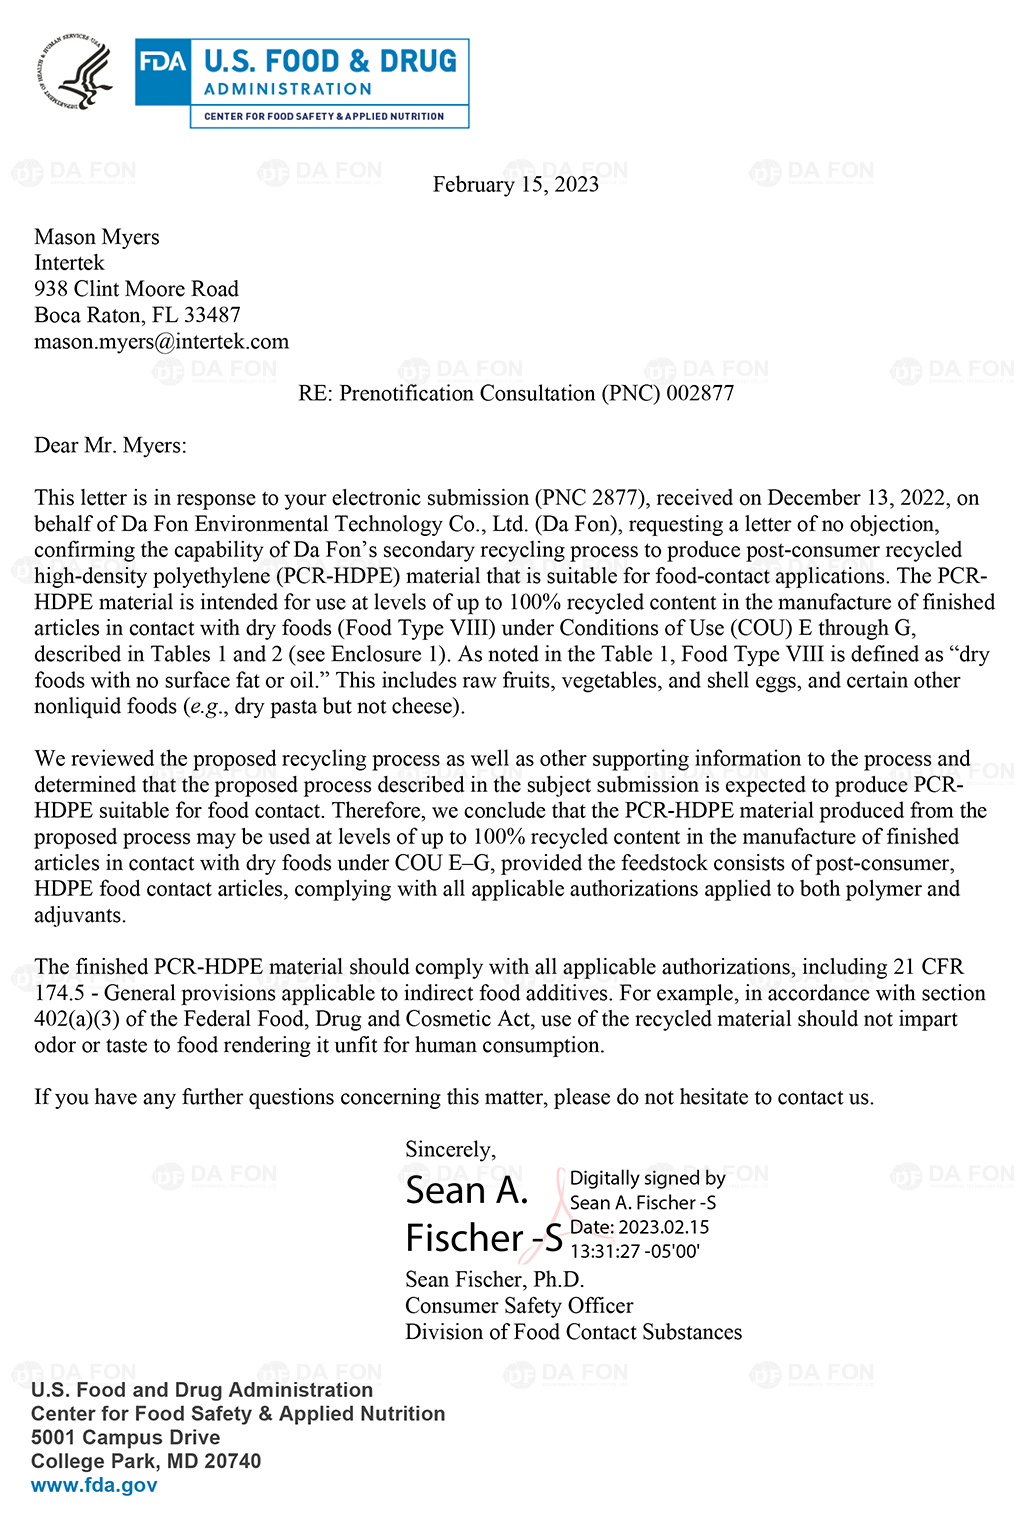 DEPARTMENT OF HEALTH & HUMAN SERVICES · USA
FDA
U.S. FOOD & DRUG
ADMINISTRATION
CENTER FOR FOOD SAFETY & APPLIED NUTRITION
DF DA FON DF DA FON DF DA FON DF DA FON
February 15, 2023
Mason Myers
Intertek
938 Clint Moore Road
Boca Raton, FL 33487
mason.myers@intertek.com
DF DA FON DF DA FON DF DA FON DF DA FON
RE: Prenotification Consultation (PNC) 002877
Dear Mr. Myers:
This letter is in response to your electronic submission (PNC 2877), received on December 13, 2022, on
behalf of Da Fon Environmental Technology Co., Ltd. (Da Fon), requesting a letter of no objection,
confirming the capability of Da Fon’s secondary recycling process to produce post-consumer recycled
high-density polyethylene (PCR-HDPE) material that is suitable for food-contact applications. The PCR-
HDPE material is intended for use at levels of up to 100% recycled content in the manufacture of finished
articles in contact with dry foods (Food Type VIII) under Conditions of Use (COU) E through G,
described in Tables 1 and 2 (see Enclosure 1). As noted in the Table 1, Food Type VIII is defined as “dry
foods with no surface fat or oil.” This includes raw fruits, vegetables, and shell eggs, and certain other
nonliquid foods (e.g., dry pasta but not cheese).
We reviewed the proposed recycling process as well as other supporting information to the process and
determined that the proposed process described in the subject submission is expected to produce PCR-
HDPE suitable for food contact. Therefore, we conclude that the PCR-HDPE material produced from the
proposed process may be used at levels of up to 100% recycled content in the manufacture of finished
articles in contact with dry foods under COU E–G, provided the feedstock consists of post-consumer,
HDPE food contact articles, complying with all applicable authorizations applied to both polymer and
adjuvants.
The finished PCR-HDPE material should comply with all applicable authorizations, including 21 CFR
174.5 - General provisions applicable to indirect food additives. For example, in accordance with section
402(a)(3) of the Federal Food, Drug and Cosmetic Act, use of the recycled material should not impart
odor or taste to food rendering it unfit for human consumption.
If you have any further questions concerning this matter, please do not hesitate to contact us.
Sincerely,
DF DA FON DF DA FON DF DA FON DF DA FON
Sean A.
Fischer -S
Digitally signed by
Sean A. Fischer -S
Date: 2023.02.15
13:31:27 -05'00'
Sean Fischer, Ph.D.
Consumer Safety Officer
Division of Food Contact Substances
DF DA FON DF DA FON DF DA FON DF DA FON
U.S. Food and Drug Administration
Center for Food Safety & Applied Nutrition
5001 Campus Drive
College Park, MD 20740
www.fda.gov